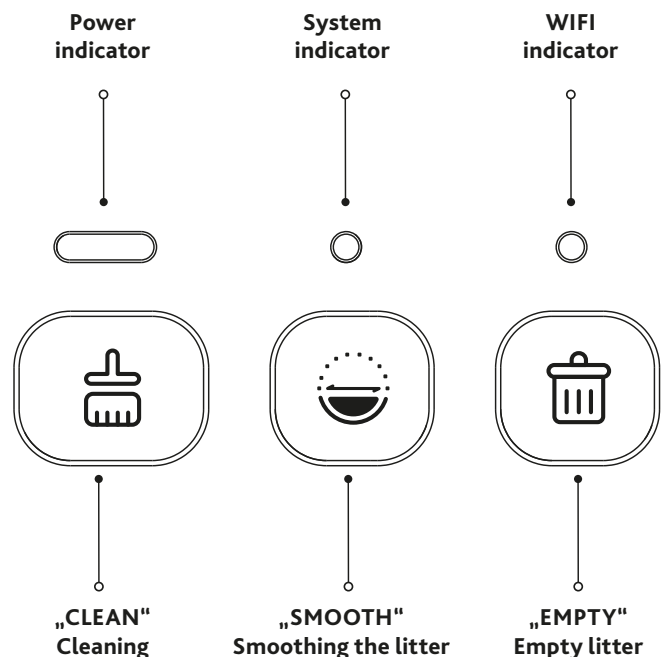 Power
indicator
System
indicator
WIFI
indicator
„CLEAN“
Cleaning
„SMOOTH“
Smoothing the litter
„EMPTY“
Empty litter